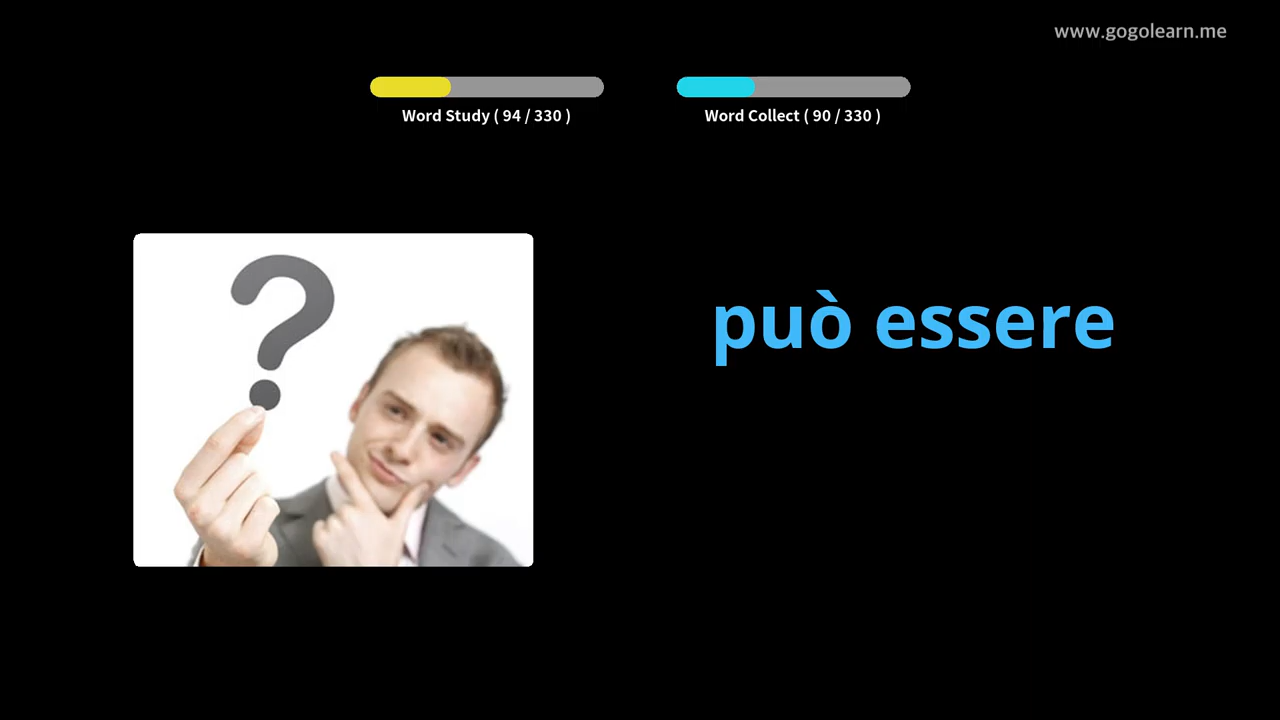 www.gogolearn.me
Word Study ( 94 / 330 )
Word Collect ( 90 / 330 )
?
può essere